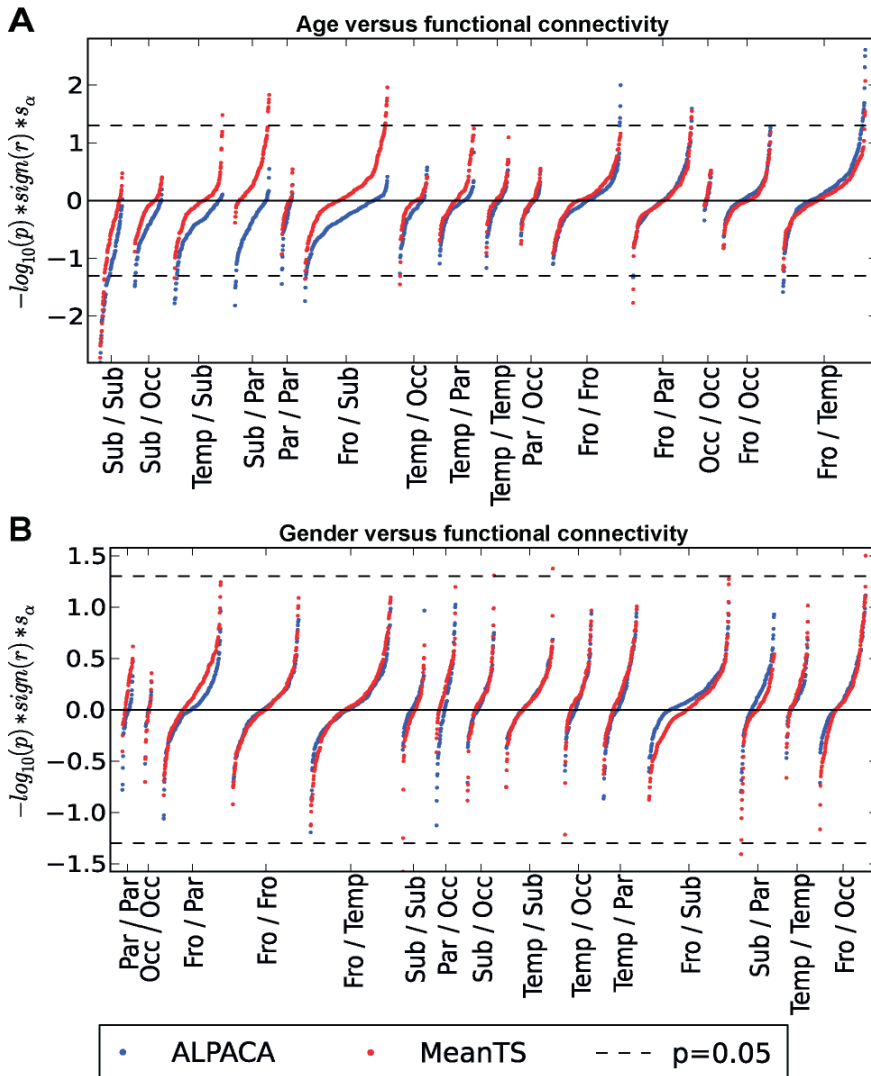 A
Age versus functional connectivity
−log₁₀(p)∗sign(r)∗sα
2
1
0
−1
−2
Sub / Sub
Sub / Occ
Temp / Sub
Sub / Par
Par / Par
Fro / Sub
Temp / Occ
Temp / Par
Temp / Temp
Par / Occ
Fro / Fro
Fro / Par
Occ / Occ
Fro / Occ
Fro / Temp
B
Gender versus functional connectivity
−log₁₀(p)∗sign(r)∗sα
1.5
1.0
0.5
0.0
−0.5
−1.0
−1.5
Par / Par
Occ / Occ
Fro / Par
Fro / Fro
Fro / Temp
Sub / Sub
Par / Occ
Sub / Occ
Temp / Sub
Temp / Occ
Temp / Par
Fro / Sub
Sub / Par
Temp / Temp
Fro / Occ
ALPACA MeanTS p=0.05